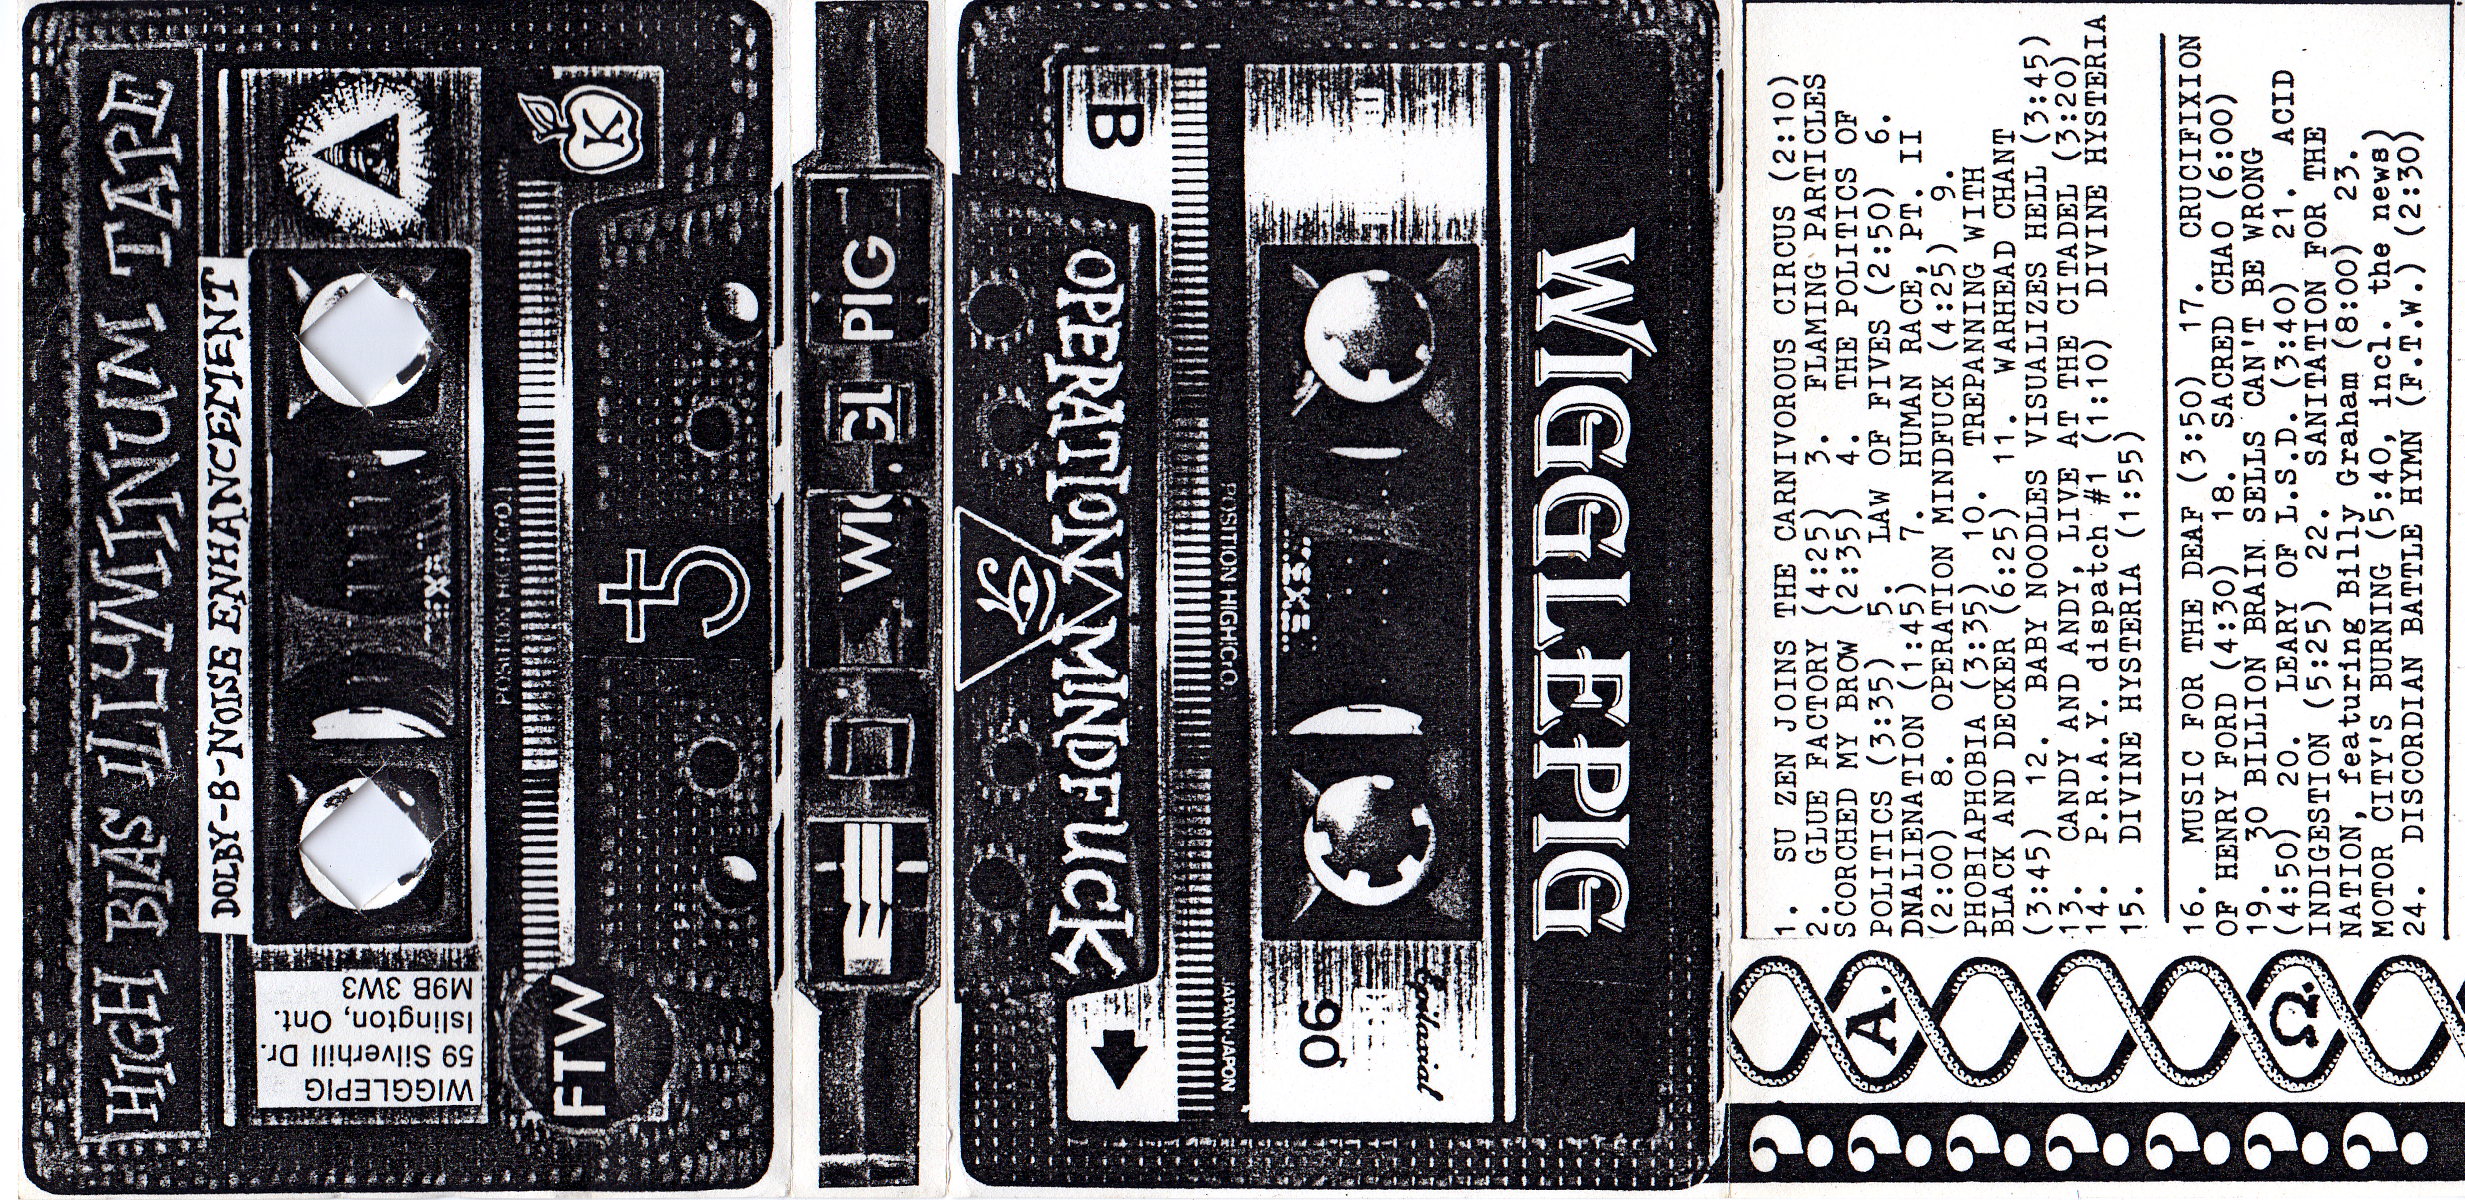 HIGH BIAS ILLYMINUM TAPE
DOLBY-B-NOISE ENHANCEMENT
WIGGLEPIG
59 Silverhill Dr.
Islington, Ont.
M9B 3W3
K
POSITION HIGH
FTW
WIG
GL
PIG
B
OPERATION MINDFUCK
POSITION HIGH
JAPAN·JAPON
90
Epitaxial
WIGGLEPIG
1. SU ZEN JOINS THE CARNIVOROUS CIRCUS (2:10)
2. GLUE FACTORY (4:25) 3. FLAMING PARTICLES
SCORCHED MY BROW (2:35) 4. THE POLITICS OF
POLITICS (3:35) 5. LAW OF FIVES (2:50) 6.
DNALIENATION (1:45) 7. HUMAN RACE, PT. II
(2:00) 8. OPERATION MINDFUCK (4:25) 9.
PHOBIAPHOBIA (3:35) 10. TREPANNING WITH
BLACK AND DECKER (6:25) 11. WARHEAD CHANT
(3:45) 12. BABY NOODLES VISUALIZES HELL (3:45)
13. CANDY AND ANDY, LIVE AT THE CITADEL (3:20)
14. P.R.A.Y. dispatch #1 (1:10) DIVINE HYSTERIA
15. DIVINE HYSTERIA (1:55)
16. MUSIC FOR THE DEAF (3:50) 17. CRUCIFIXION
OF HENRY FORD (4:30) 18. SACRED CHAO (6:00)
19. 30 BILLION BRAIN CELLS CAN'T BE WRONG
(4:50) 20. LEARY OF L.S.D. (3:40) 21. ACID
INDIGESTION (5:25) 22. SANITATION FOR THE
NATION, featuring Billy Graham (8:00) 23.
MOTOR CITY'S BURNING (5:40, incl. the news)
24. DISCORDIAN BATTLE HYMN (F.T.W.) (2:30)
A.
Ω.
? ? ? ? ? ? ?